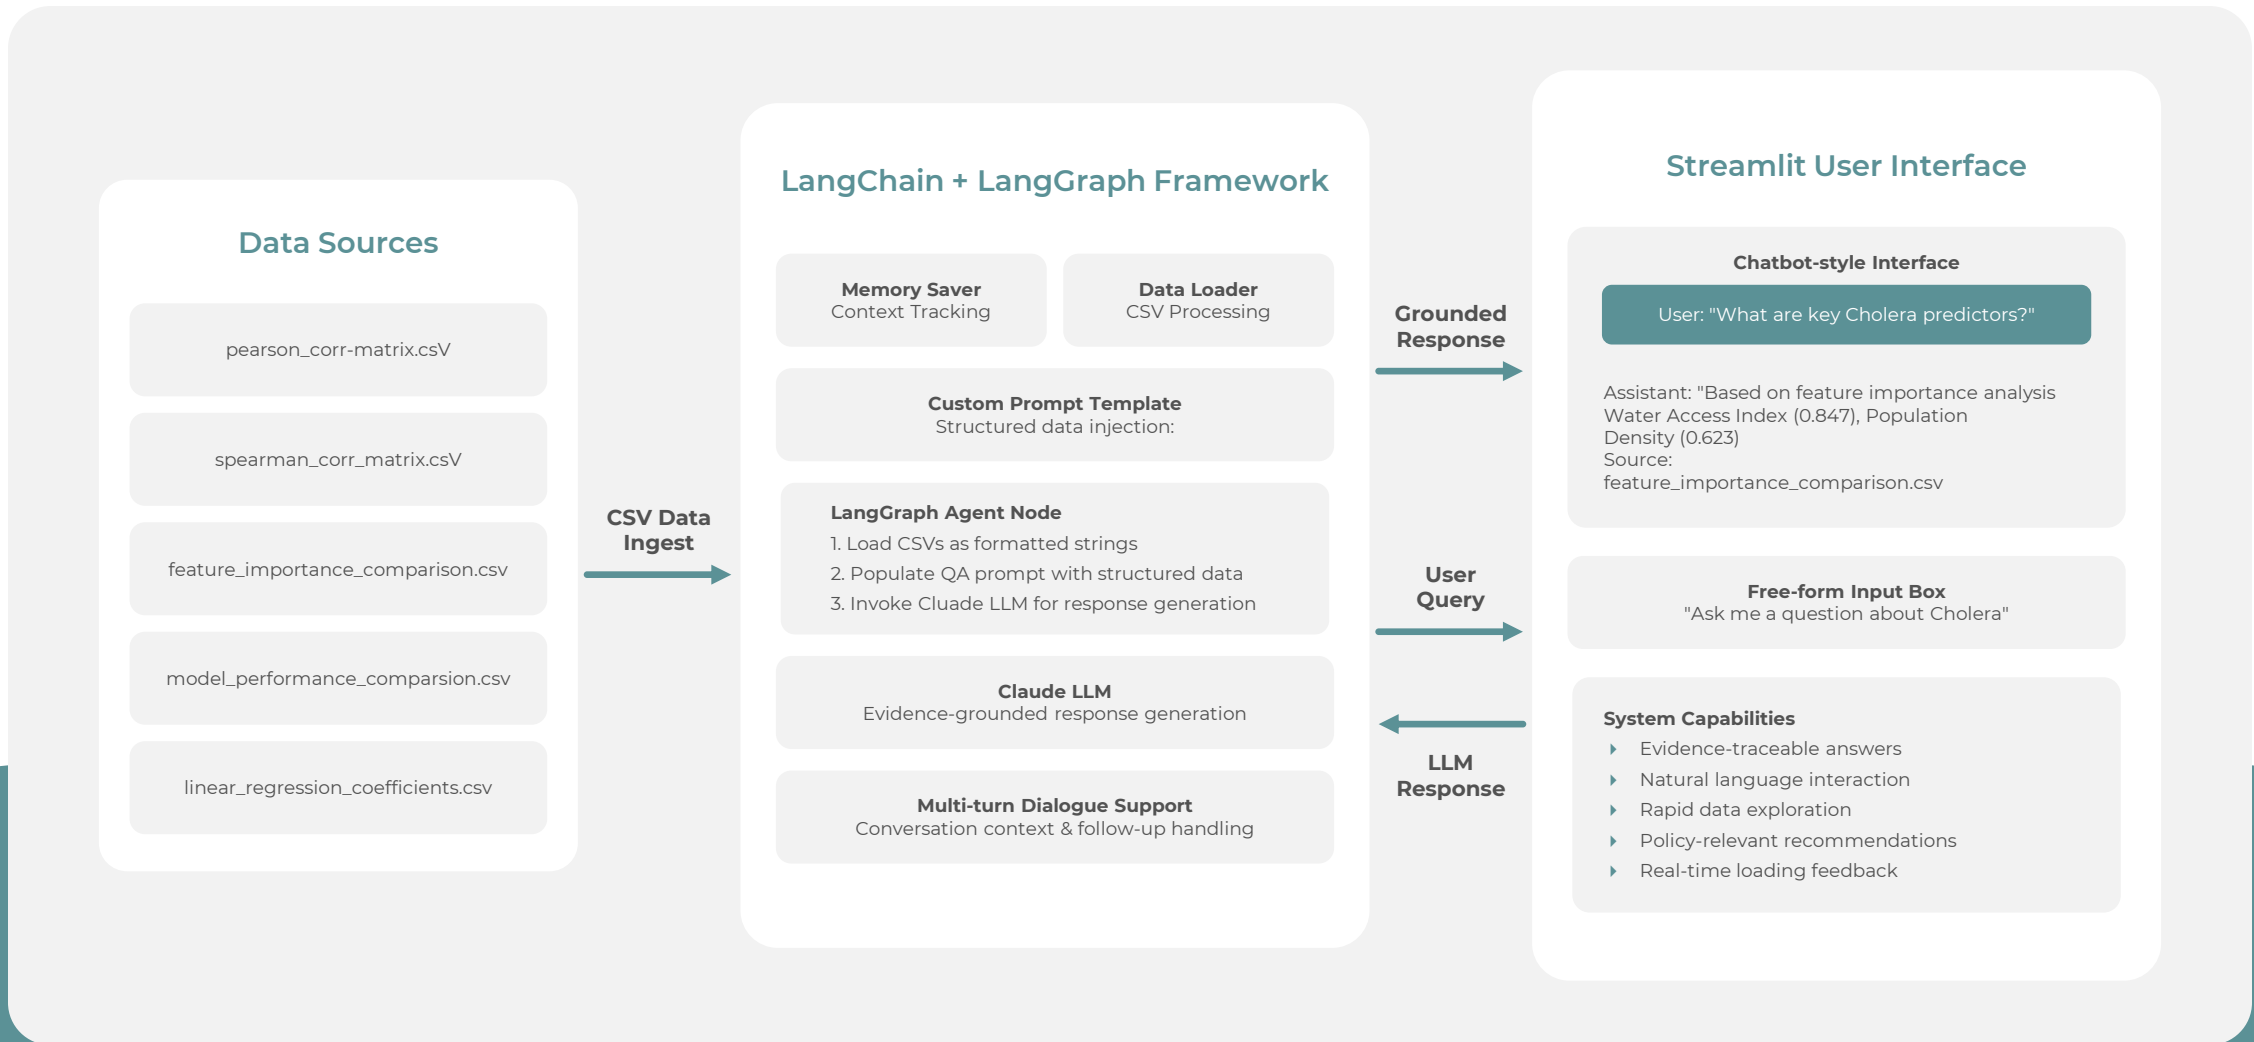 Data Sources
pearson_corr-matrix.csV
spearman_corr_matrix.csV
feature_importance_comparison.csv
model_performance_comparsion.csv
linear_regression_coefficients.csv
CSV Data
Ingest
LangChain + LangGraph Framework
Memory Saver
Context Tracking
Data Loader
CSV Processing
Custom Prompt Template
Structured data injection:
LangGraph Agent Node
1. Load CSVs as formatted strings
2. Populate QA prompt with structured data
3. Invoke Cluade LLM for response generation
Claude LLM
Evidence-grounded response generation
Multi-turn Dialogue Support
Conversation context & follow-up handling
Grounded
Response
User
Query
LLM
Response
Streamlit User Interface
Chatbot-style Interface
User: "What are key Cholera predictors?"
Assistant: "Based on feature importance analysis
Water Access Index (0.847), Population
Density (0.623)
Source:
feature_importance_comparison.csv
Free-form Input Box
"Ask me a question about Cholera"
System Capabilities
Evidence-traceable answers
Natural language interaction
Rapid data exploration
Policy-relevant recommendations
Real-time loading feedback